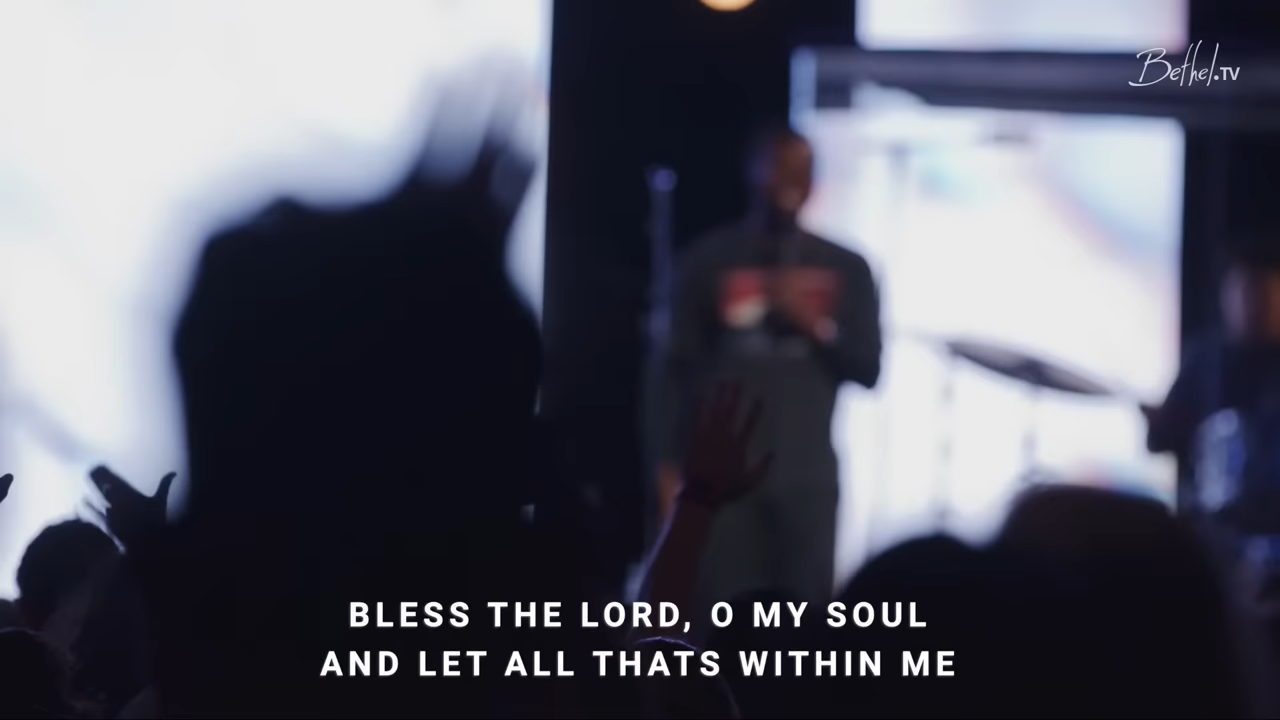 Bethel.TV
BLESS THE LORD, O MY SOUL
AND LET ALL THATS WITHIN ME